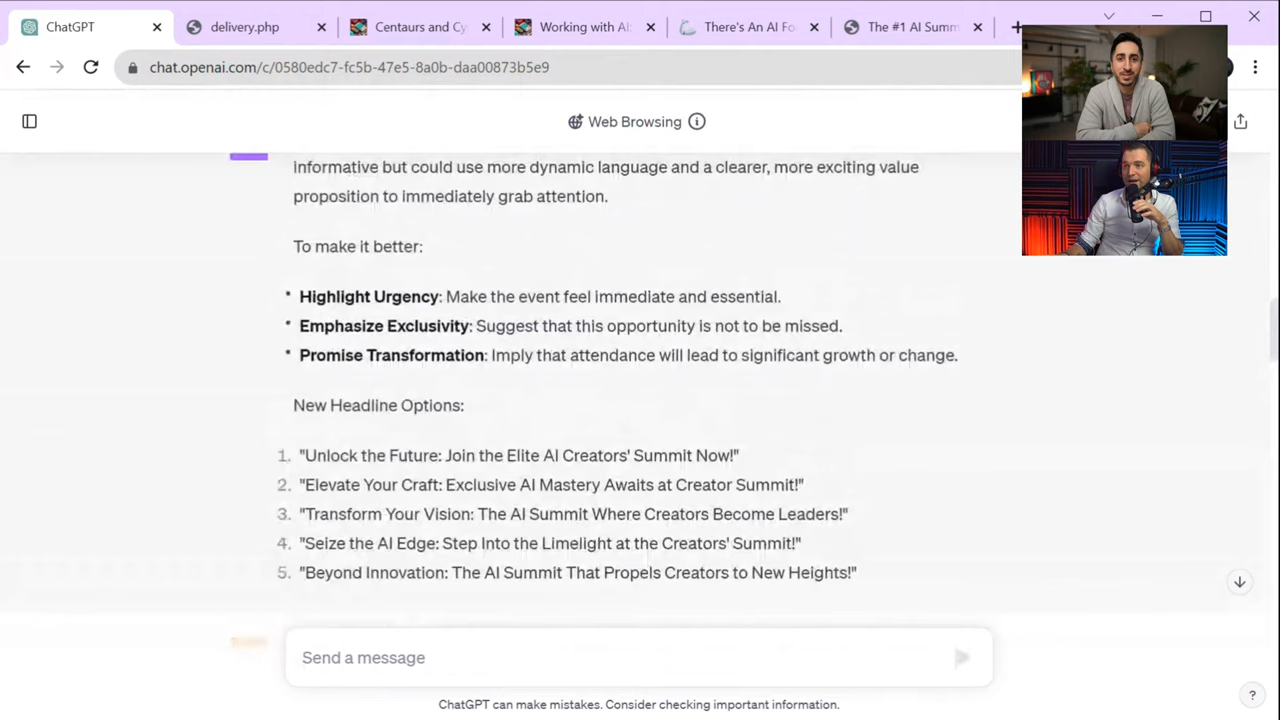 ChatGPT
delivery.php
Centaurs and Cy
Working with AI:
There's An AI Fo
The #1 AI Summ
chat.openai.com/c/0580edc7-fc5b-47e5-8b0b-daa00873b5e9
Web Browsing
informative but could use more dynamic language and a clearer, more exciting value
proposition to immediately grab attention.
To make it better:
• Highlight Urgency: Make the event feel immediate and essential.
• Emphasize Exclusivity: Suggest that this opportunity is not to be missed.
• Promise Transformation: Imply that attendance will lead to significant growth or change.
New Headline Options:
1. "Unlock the Future: Join the Elite AI Creators' Summit Now!"
2. "Elevate Your Craft: Exclusive AI Mastery Awaits at Creator Summit!"
3. "Transform Your Vision: The AI Summit Where Creators Become Leaders!"
4. "Seize the AI Edge: Step Into the Limelight at the Creators' Summit!"
5. "Beyond Innovation: The AI Summit That Propels Creators to New Heights!"
Send a message
ChatGPT can make mistakes. Consider checking important information.
?